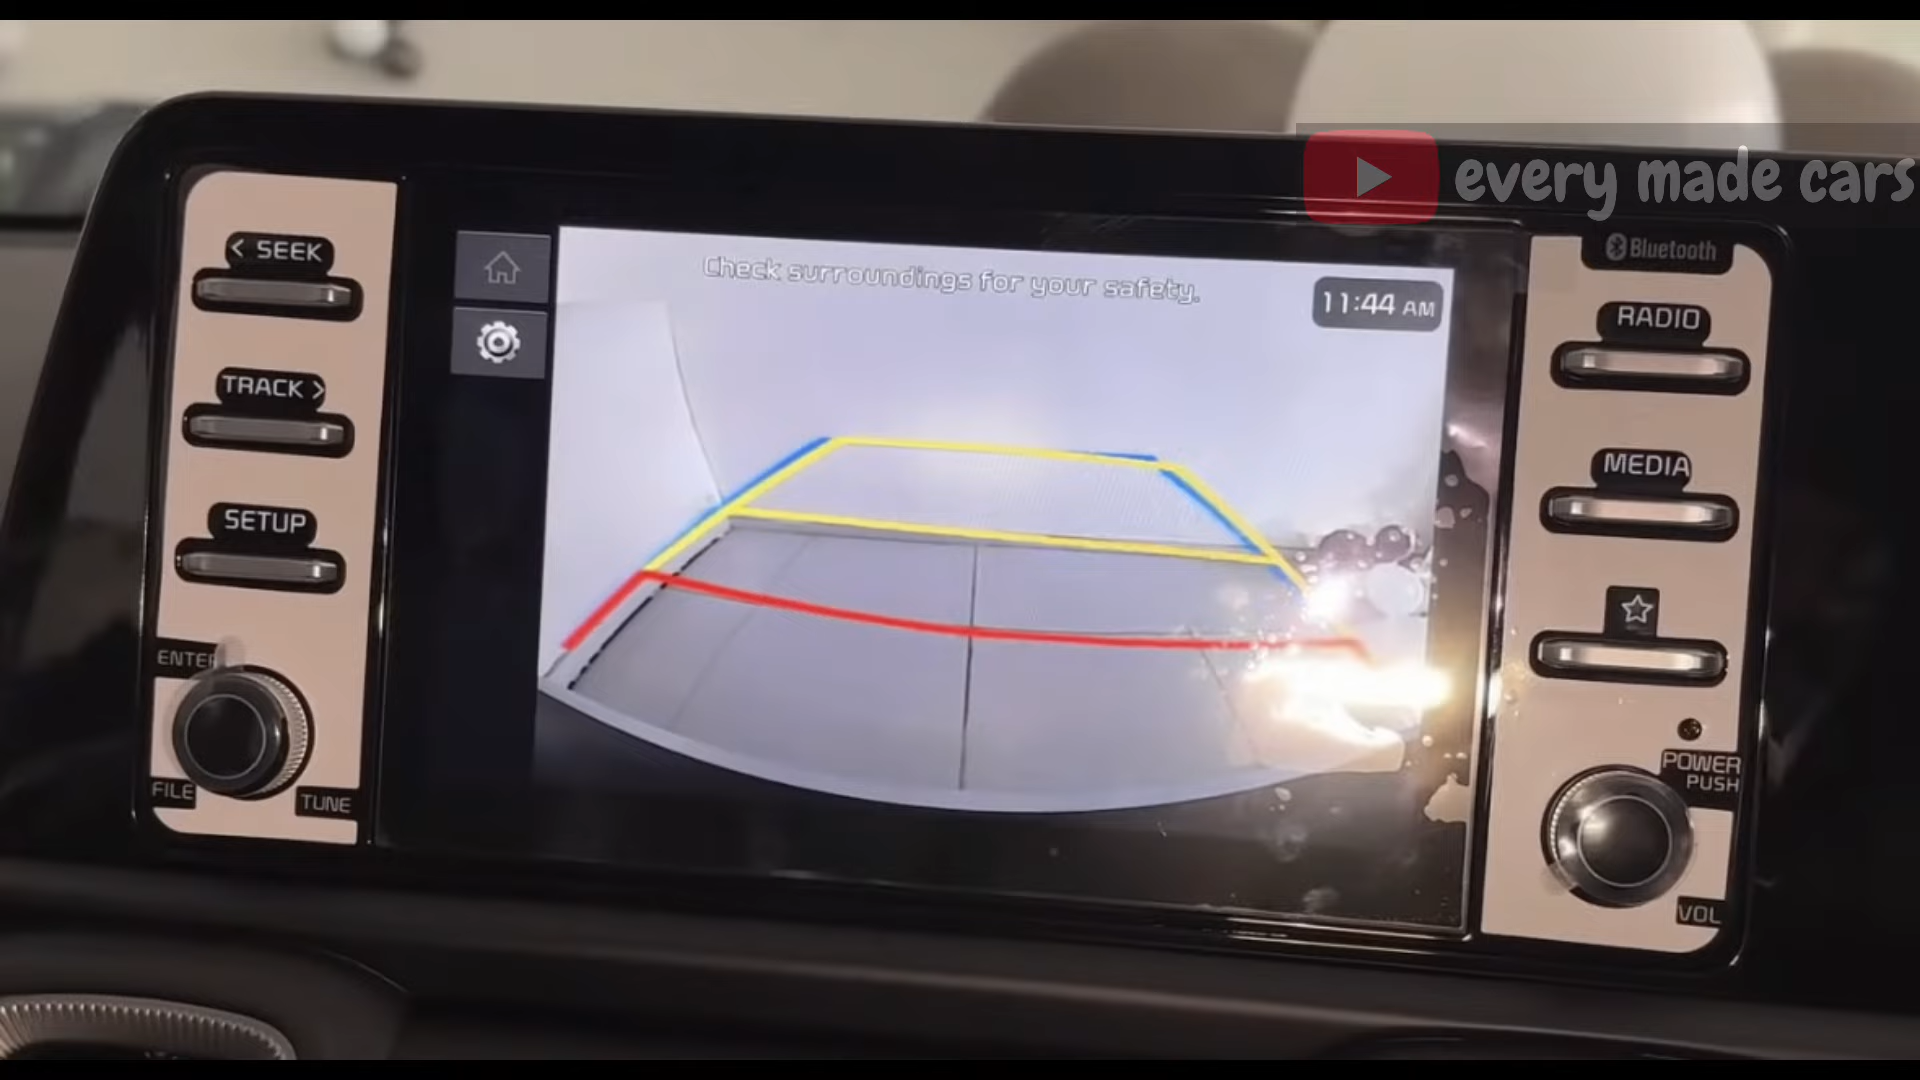 every made cars
Bluetooth
< SEEK
TRACK >
SETUP
ENTER
FILE
TUNE
Check surroundings for your safety.
11:44 AM
RADIO
MEDIA
POWER
PUSH
VOL